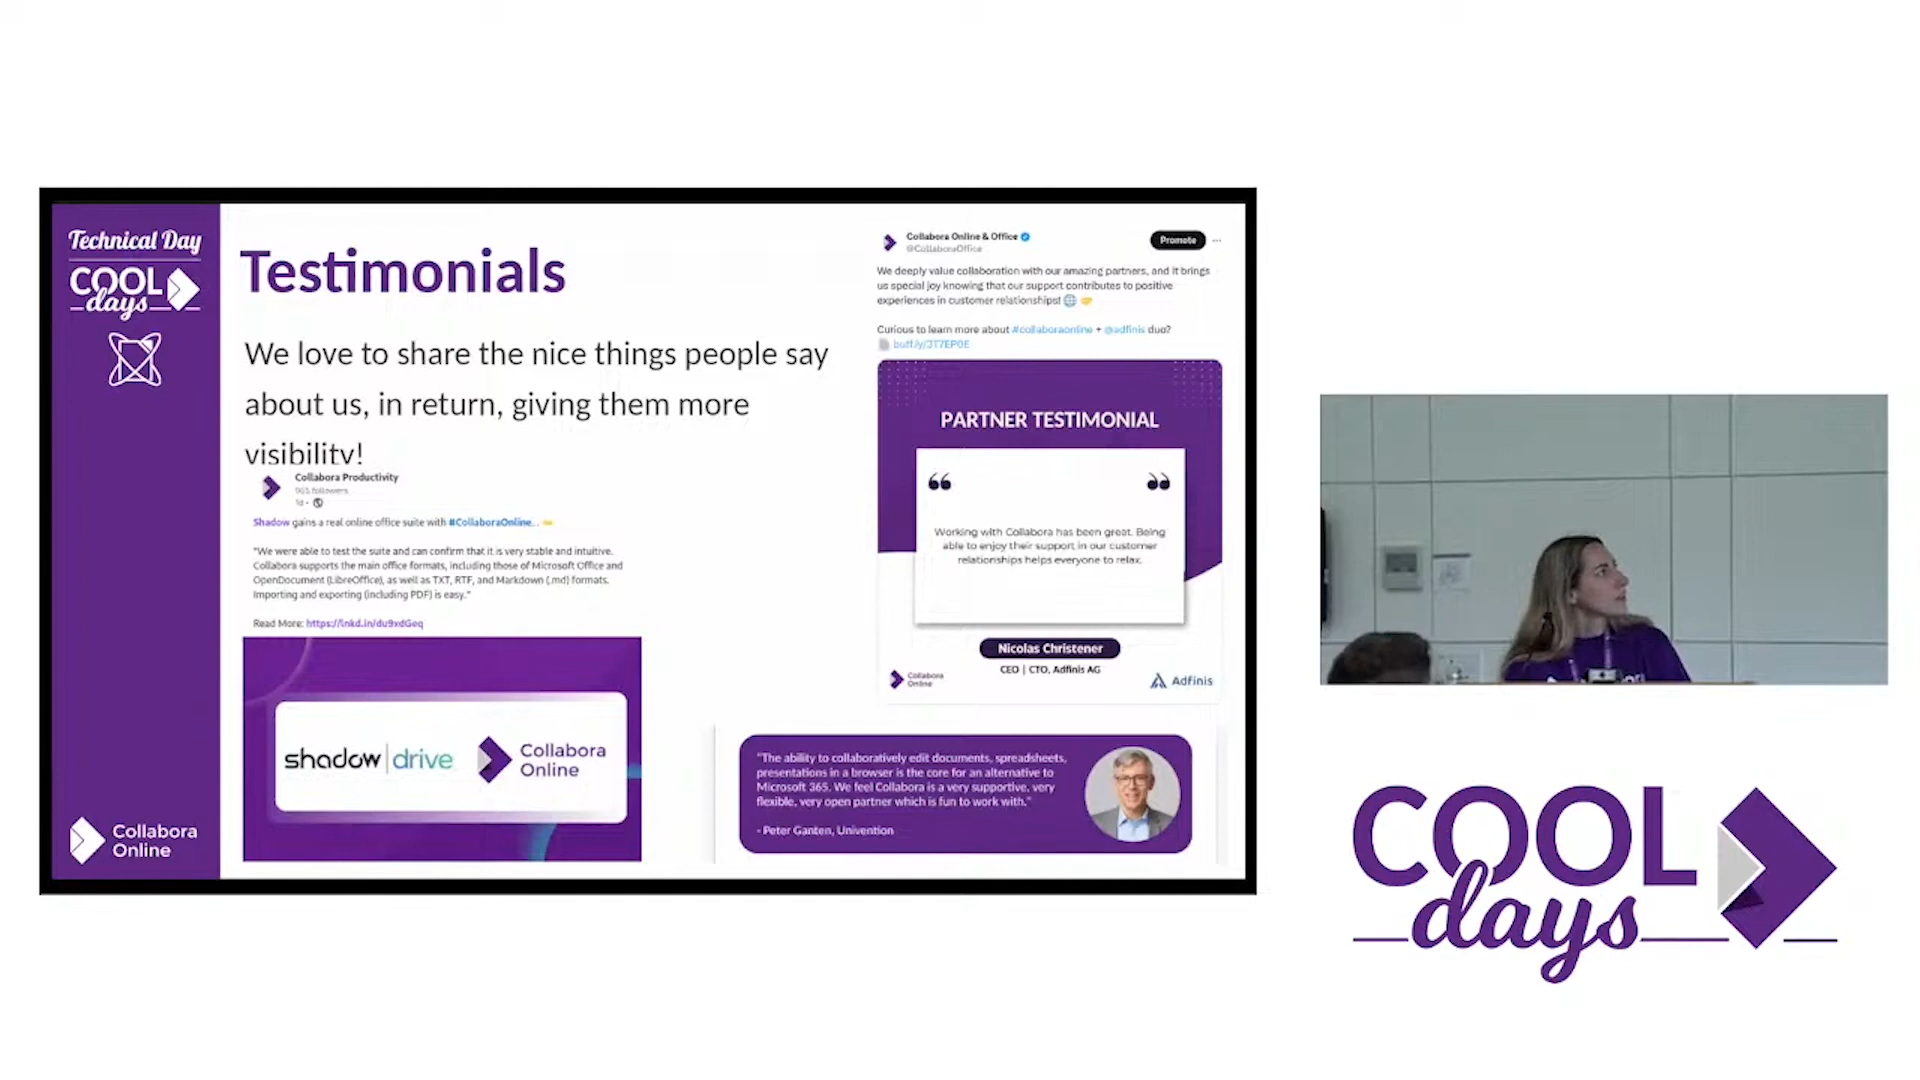 Technical Day
COOL
days
Collabora
Online
Testimonials
We love to share the nice things people say
about us, in return, giving them more
visibility!
Collabora Productivity
965 followers
1d •
Shadow gains a real online office suite with #CollaboraOnline...
"We were able to test the suite and can confirm that it is very stable and intuitive.
Collabora supports the main office formats, including those of Microsoft Office and
OpenDocument (LibreOffice), as well as TXT, RTF, and Markdown (.md) formats.
Importing and exporting (including PDF) is easy."
Read More: https://lnkd.in/du9xdGeq
shadow | drive
Collabora
Online
Collabora Online & Office
@CollaboraOffice
Promote
We deeply value collaboration with our amazing partners, and it brings
us special joy knowing that our support contributes to positive
experiences in customer relationships! 🌐 🤝
Curious to learn more about #collaboraonline + @adfinis duo?
buff.ly/3T7EP0E
PARTNER TESTIMONIAL
Working with Collabora has been great. Being
able to enjoy their support in our customer
relationships helps everyone to relax.
Nicolas Christener
CEO | CTO, Adfinis AG
Collabora
Online
Adfinis
"The ability to collaboratively edit documents, spreadsheets,
presentations in a browser is the core for an alternative to
Microsoft 365. We feel Collabora is a very supportive, very
flexible, very open partner which is fun to work with."
- Peter Ganten, Univention
COOL
days